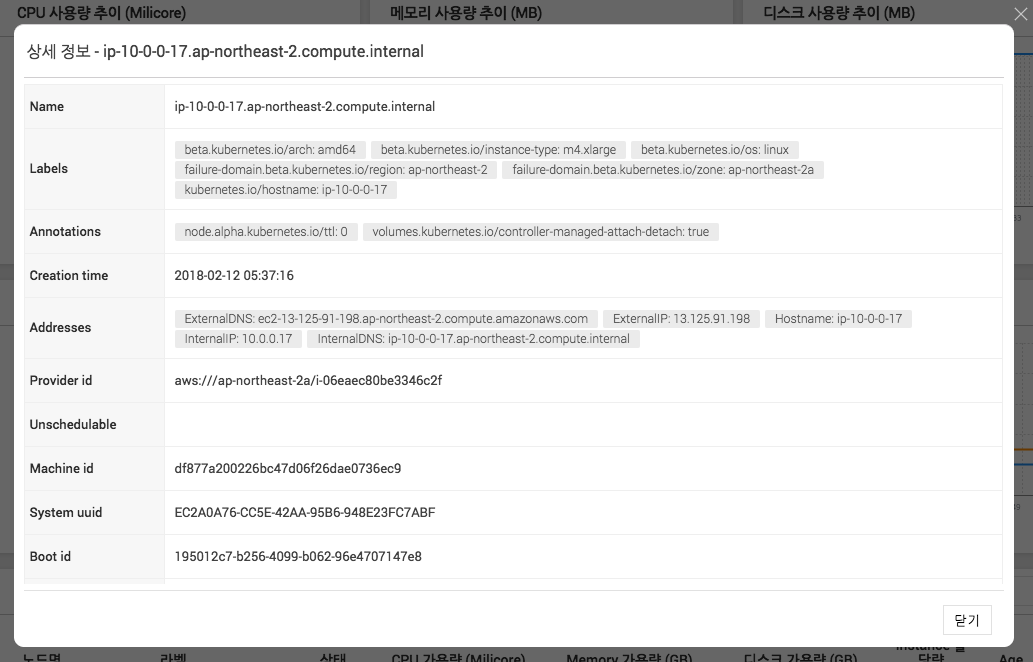 CPU 사용량 추이 (Milicore) 메모리 사용량 추이 (MB) 디스크 사용량 추이 (MB)
상세 정보 - ip-10-0-0-17.ap-northeast-2.compute.internal
Name ip-10-0-0-17.ap-northeast-2.compute.internal
beta.kubernetes.io/arch: amd64 beta.kubernetes.io/instance-type: m4.xlarge beta.kubernetes.io/os: linux
Labels failure-domain.beta.kubernetes.io/region: ap-northeast-2 failure-domain.beta.kubernetes.io/zone: ap-northeast-2a
kubernetes.io/hostname: ip-10-0-0-17
Annotations node.alpha.kubernetes.io/ttl: 0 volumes.kubernetes.io/controller-managed-attach-detach: true
Creation time 2018-02-12 05:37:16
Addresses ExternalDNS: ec2-13-125-91-198.ap-northeast-2.compute.amazonaws.com ExternalIP: 13.125.91.198 Hostname: ip-10-0-0-17
InternalIP: 10.0.0.17 InternalDNS: ip-10-0-0-17.ap-northeast-2.compute.internal
Provider id aws:///ap-northeast-2a/i-06eaec80be3346c2f
Unschedulable
Machine id df877a200226bc47d06f26dae0736ec9
System uuid EC2A0A76-CC5E-42AA-95B6-948E23FC7ABF
Boot id 195012c7-b256-4099-b062-96e4707147e8
닫기
노드명 라벨 상태 CPU 가용량 (Milicore) Memory 가용량 (GB) 디스크 가용량 (GB) Instance 할당량 Age